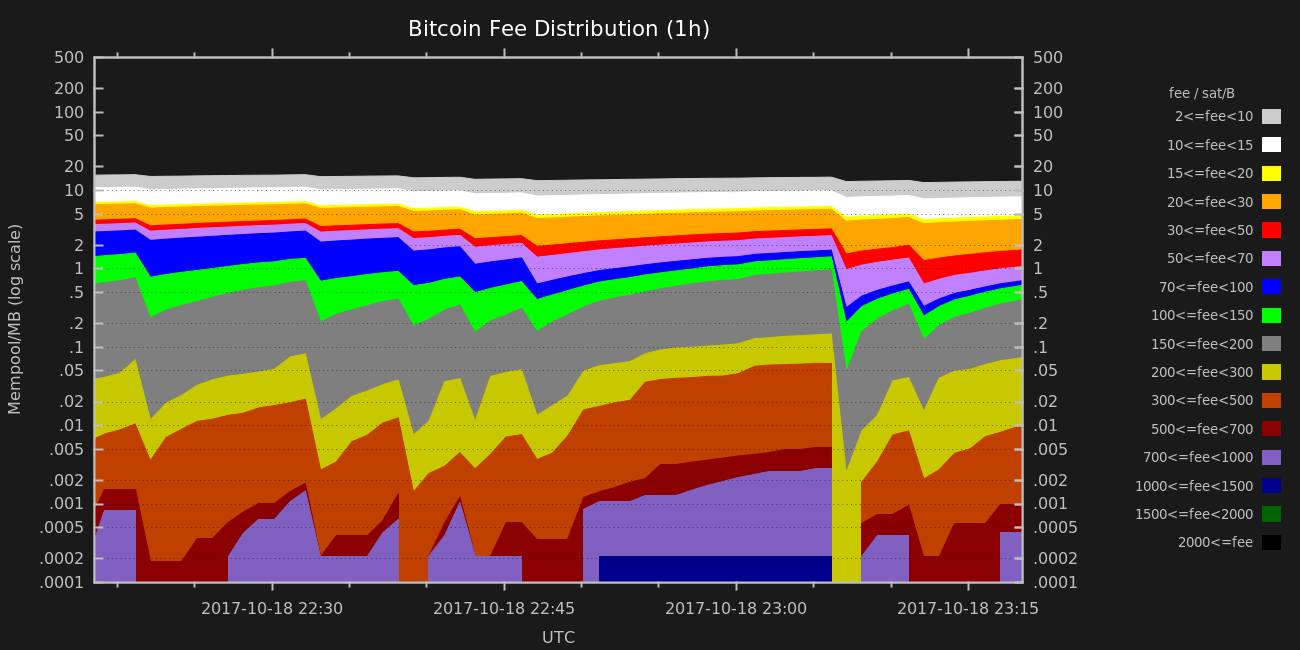 Bitcoin Fee Distribution (1h)
500 500
200 200
100 100
50 50
20 20
10 10
5 5
2 2
1 1
.5 .5
.2 .2
.1 .1
.05 .05
.02 .02
.01 .01
.005 .005
.002 .002
.001 .001
.0005 .0005
.0002 .0002
.0001 .0001
Mempool/MB (log scale)
2017-10-18 22:30 2017-10-18 22:45 2017-10-18 23:00 2017-10-18 23:15
UTC
fee / sat/B
2<=fee<10
10<=fee<15
15<=fee<20
20<=fee<30
30<=fee<50
50<=fee<70
70<=fee<100
100<=fee<150
150<=fee<200
200<=fee<300
300<=fee<500
500<=fee<700
700<=fee<1000
1000<=fee<1500
1500<=fee<2000
2000<=fee